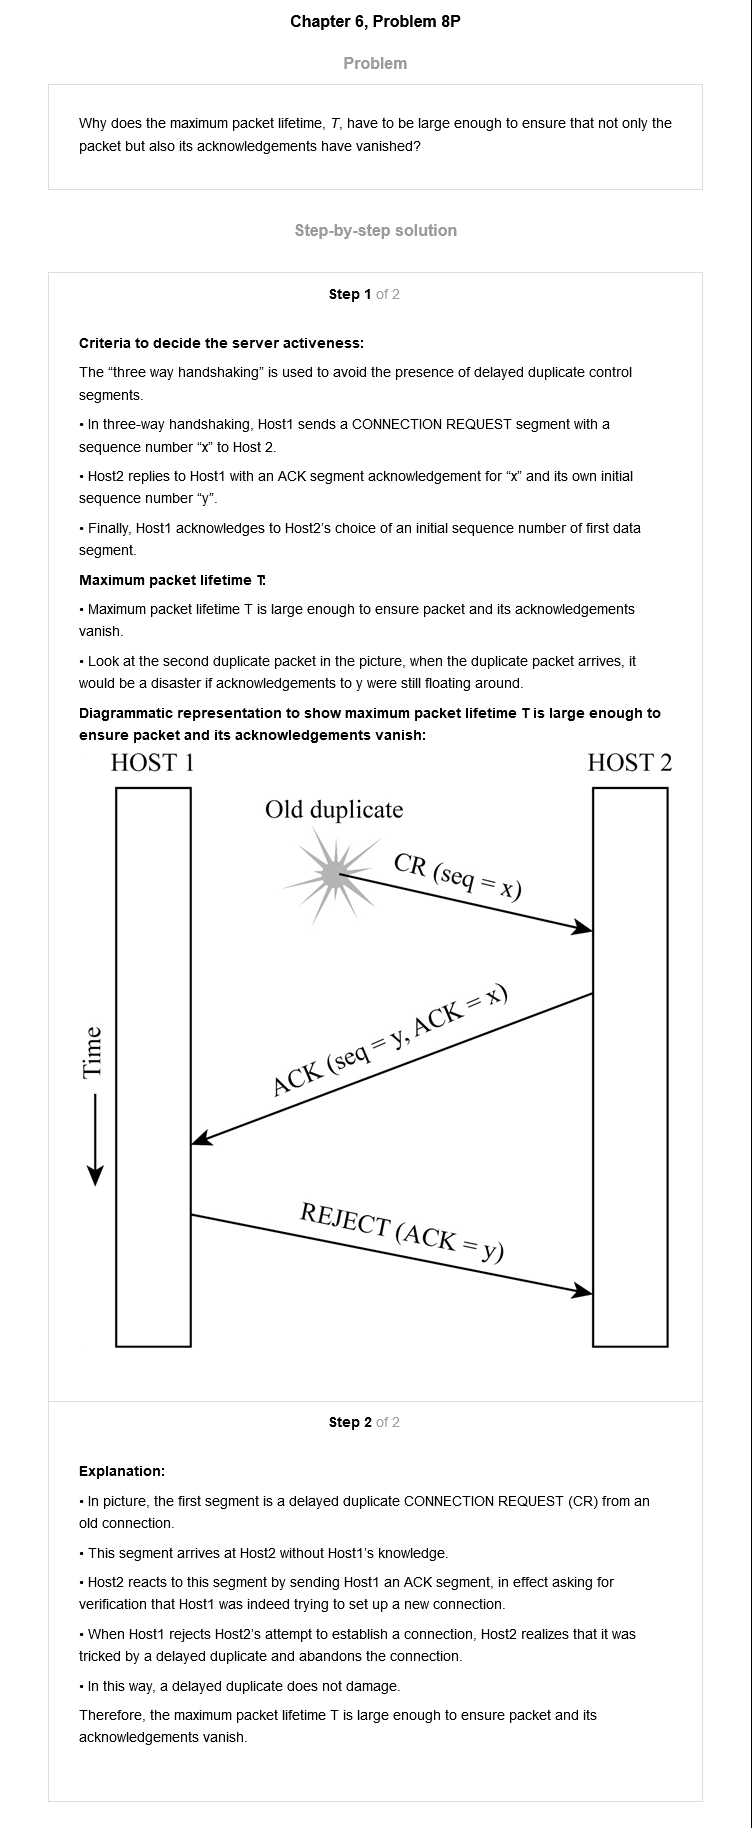 Chapter 6, Problem 8P
Problem
Why does the maximum packet lifetime, T, have to be large enough to ensure that not only the
packet but also its acknowledgements have vanished?
Step-by-step solution
Step 1 of 2
Criteria to decide the server activeness:
The “three way handshaking” is used to avoid the presence of delayed duplicate control
segments.
• In three-way handshaking, Host1 sends a CONNECTION REQUEST segment with a
sequence number “x” to Host 2.
• Host2 replies to Host1 with an ACK segment acknowledgement for “x” and its own initial
sequence number “y”.
• Finally, Host1 acknowledges to Host2’s choice of an initial sequence number of first data
segment.
Maximum packet lifetime T:
• Maximum packet lifetime T is large enough to ensure packet and its acknowledgements
vanish.
• Look at the second duplicate packet in the picture, when the duplicate packet arrives, it
would be a disaster if acknowledgements to y were still floating around.
Diagrammatic representation to show maximum packet lifetime T is large enough to
ensure packet and its acknowledgements vanish:
HOST 1
HOST 2
Old duplicate
CR (seq = x)
ACK (seq = y, ACK = x)
Time
REJECT (ACK = y)
Step 2 of 2
Explanation:
• In picture, the first segment is a delayed duplicate CONNECTION REQUEST (CR) from an
old connection.
• This segment arrives at Host2 without Host1’s knowledge.
• Host2 reacts to this segment by sending Host1 an ACK segment, in effect asking for
verification that Host1 was indeed trying to set up a new connection.
• When Host1 rejects Host2’s attempt to establish a connection, Host2 realizes that it was
tricked by a delayed duplicate and abandons the connection.
• In this way, a delayed duplicate does not damage.
Therefore, the maximum packet lifetime T is large enough to ensure packet and its
acknowledgements vanish.